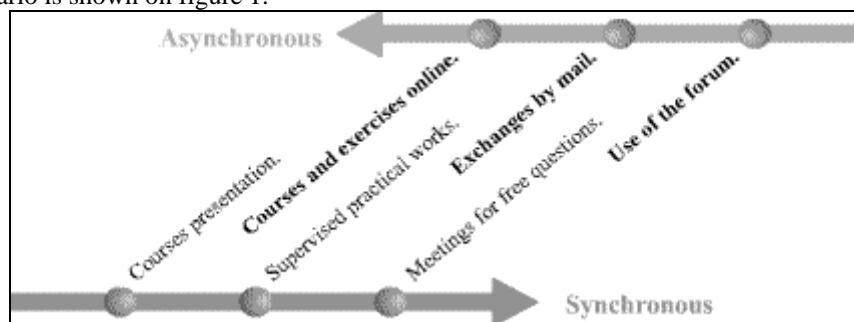 ario is shown on figure 1.
Asynchronous
Courses presentation.
Courses and exercises online.
Supervised practical works.
Exchanges by mail.
Meetings for free questions.
Use of the forum.
Synchronous